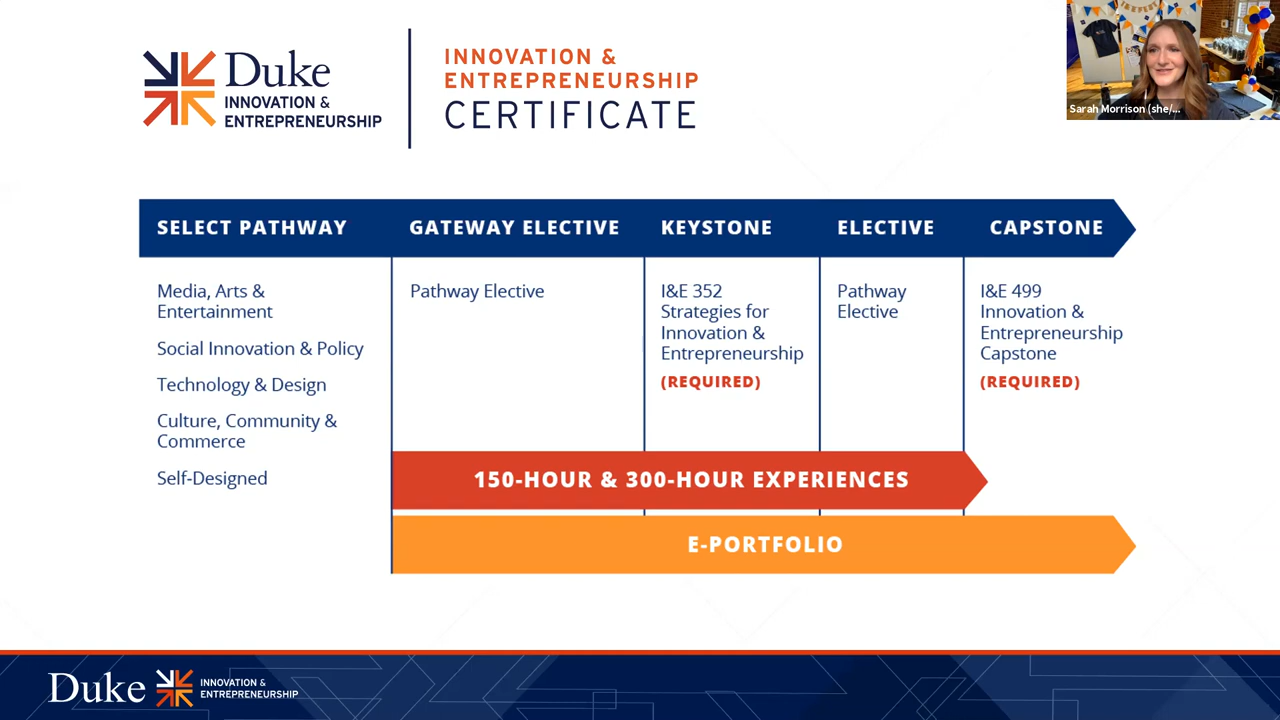 Duke
INNOVATION &
ENTREPRENEURSHIP
INNOVATION &
ENTREPRENEURSHIP
CERTIFICATE
Sarah Morrison (she/...
SELECT PATHWAY
GATEWAY ELECTIVE
KEYSTONE
ELECTIVE
CAPSTONE
Media, Arts &
Entertainment
Social Innovation & Policy
Technology & Design
Culture, Community &
Commerce
Self-Designed
Pathway Elective
I&E 352
Strategies for
Innovation &
Entrepreneurship
(REQUIRED)
Pathway
Elective
I&E 499
Innovation &
Entrepreneurship
Capstone
(REQUIRED)
150-HOUR & 300-HOUR EXPERIENCES
E-PORTFOLIO
Duke
INNOVATION &
ENTREPRENEURSHIP